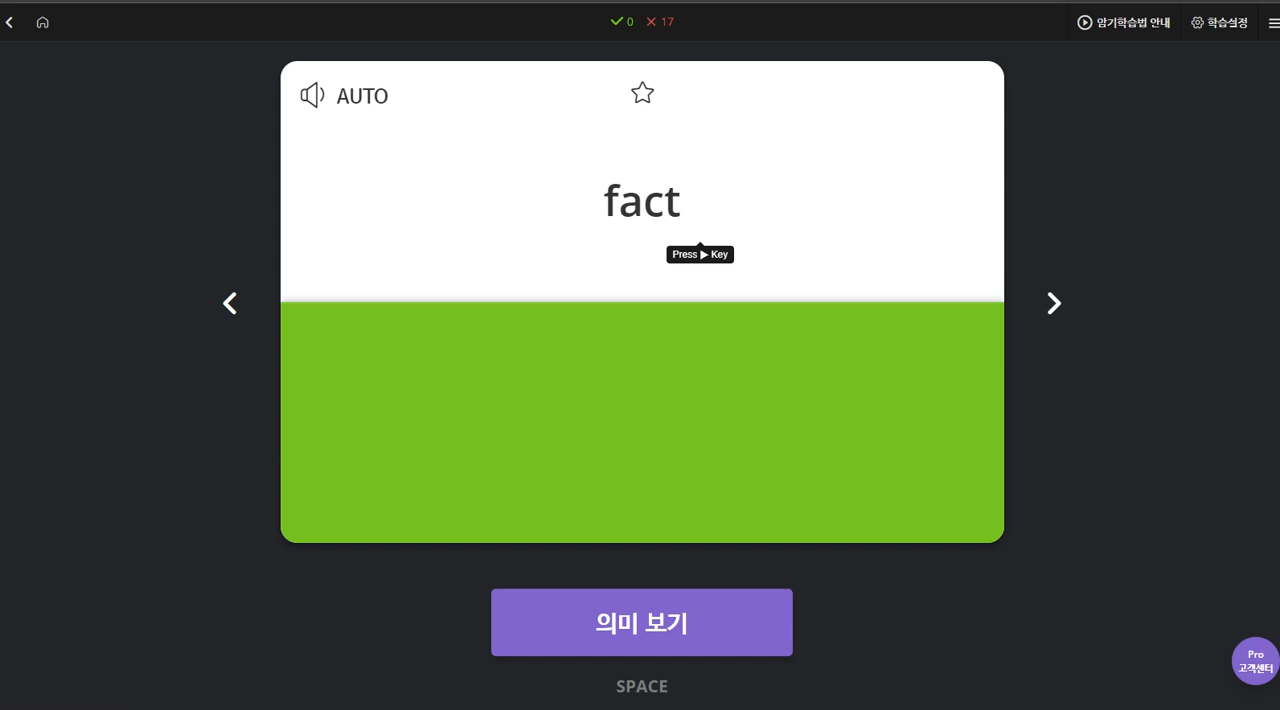 0 17 암기학습법 안내 학습설정
AUTO
fact
Press ▶ Key
의미 보기
SPACE
Pro
고객센터